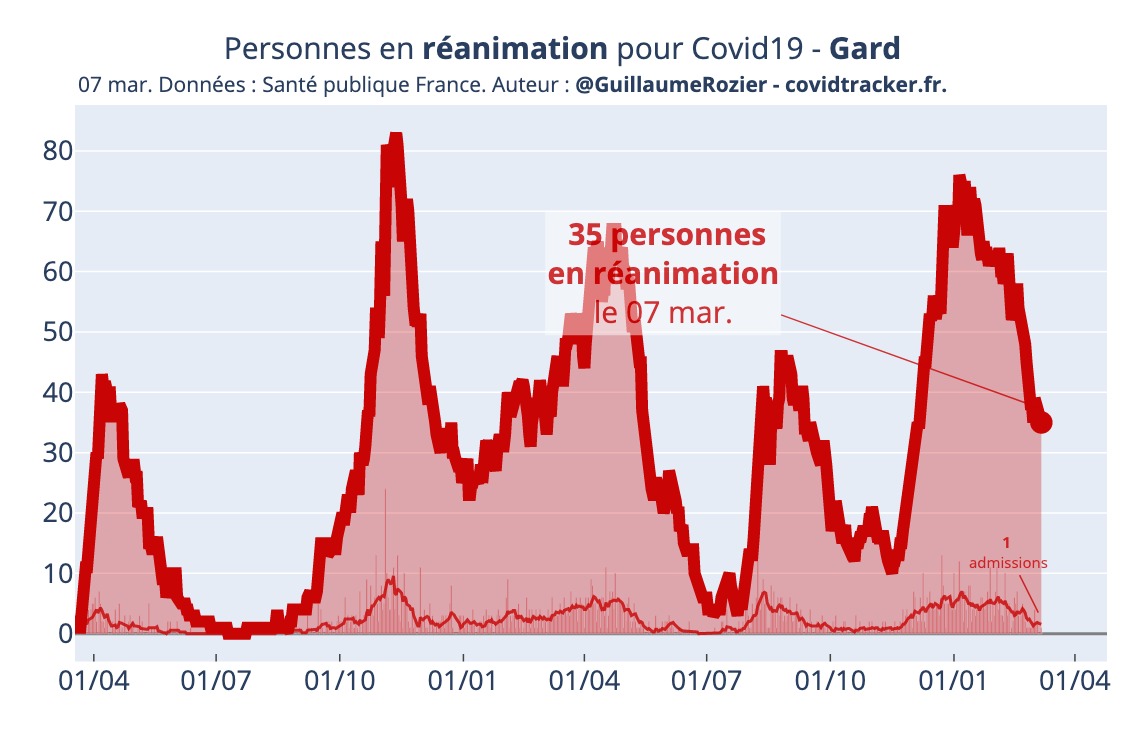 Personnes en réanimation pour Covid19 - Gard
07 mar. Données : Santé publique France. Auteur : @GuillaumeRozier - covidtracker.fr.
80
70
60
50
40
30
20
10
0
35 personnes
en réanimation
le 07 mar.
1
admissions
01/04 01/07 01/10 01/01 01/04 01/07 01/10 01/01 01/04